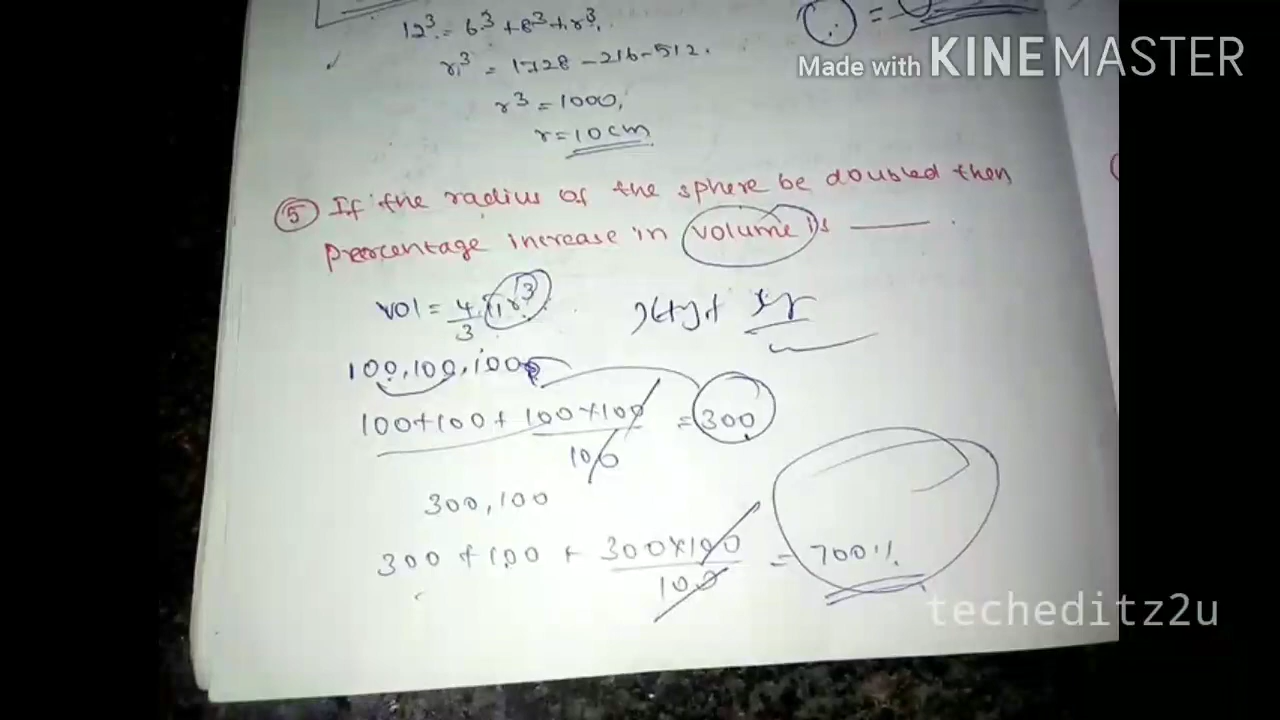 12³ = 6³ + 8³ + r³.
Made with KINEMASTER
r³ = 1728 - 216 - 512.
r³ = 1000,
r = 10 cm
⑤ If the radius of the sphere be doubled then
percentage increase in volume is ——— .
vol = 4/3 πr³
x+y+
100, 100, 100
100+100 + 100×100/100 = 300
300, 100
300 + 100 + 300×100/100 = 700%
techeditz2u